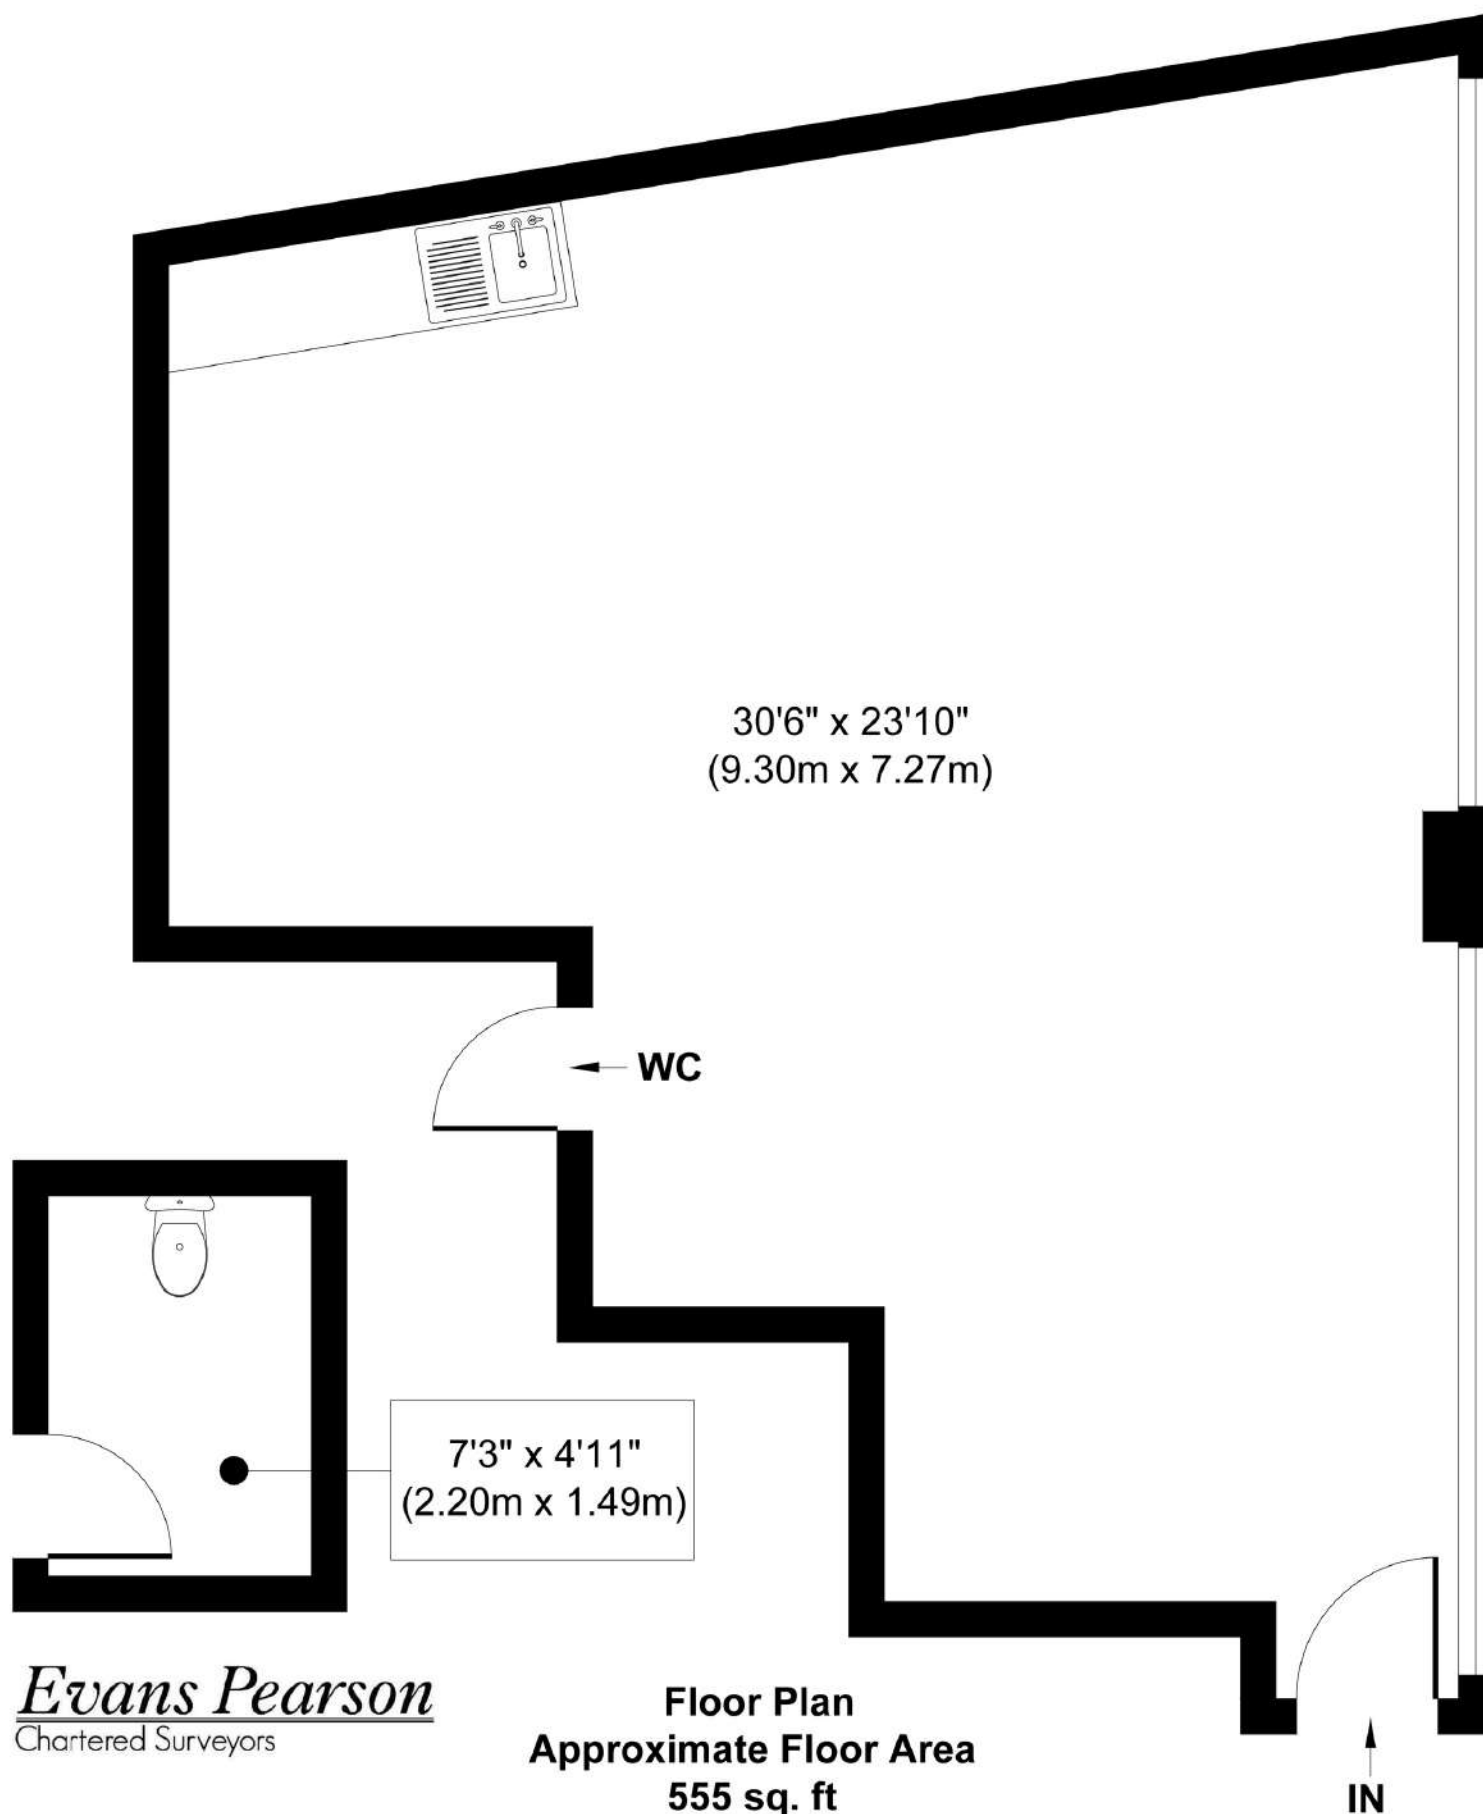 30'6" x 23'10"
(9.30m x 7.27m)
WC
7'3" x 4'11"
(2.20m x 1.49m)
Evans Pearson
Chartered Surveyors
Floor Plan
Approximate Floor Area
555 sq. ft
IN